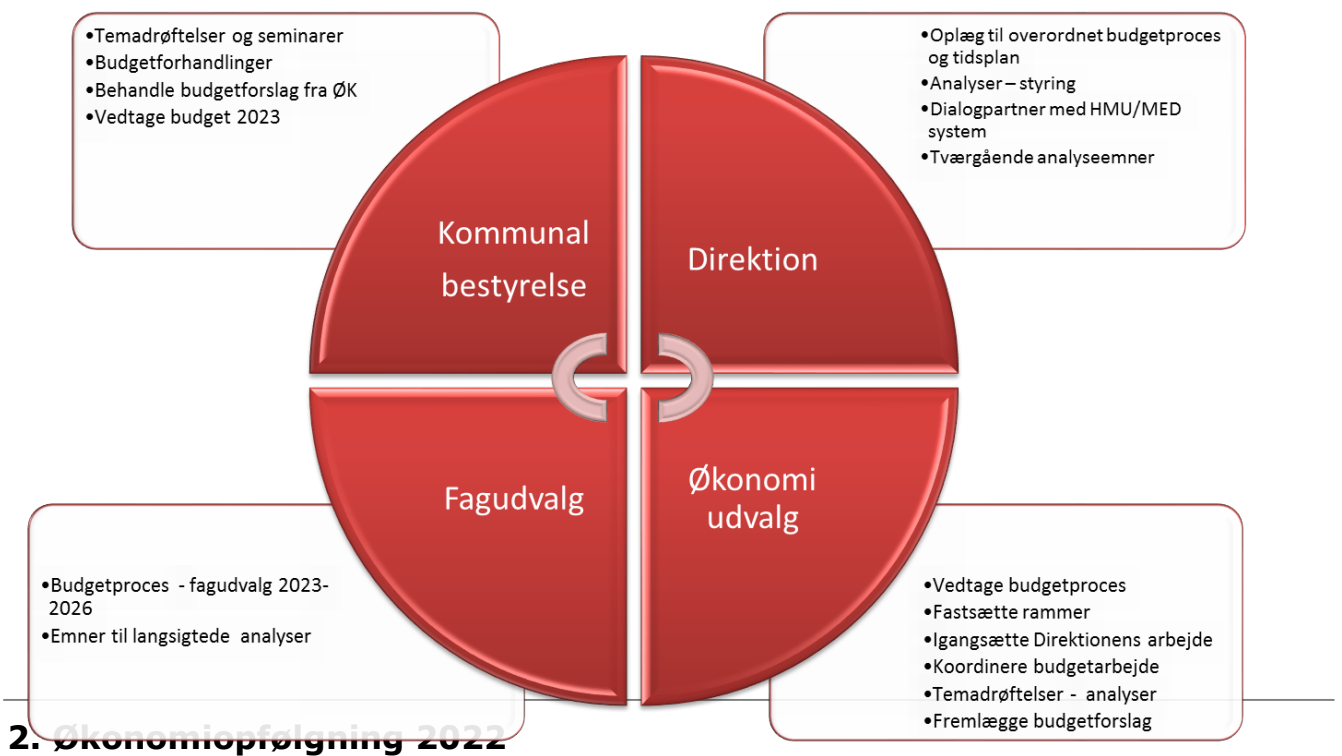 •Temadrøftelser og seminarer
•Budgetforhandlinger
•Behandle budgetforslag fra ØK
•Vedtage budget 2023
•Oplæg til overordnet budgetproces
og tidsplan
•Analyser – styring
•Dialogpartner med HMU/MED
system
•Tværgående analyseemner
Kommunal
bestyrelse
Direktion
Fagudvalg
Økonomi
udvalg
•Budgetproces - fagudvalg 2023-
2026
•Emner til langsigtede analyser
•Vedtage budgetproces
•Fastsætte rammer
•Igangsætte Direktionens arbejde
•Koordinere budgetarbejde
•Temadrøftelser - analyser
•Fremlægge budgetforslag
2. Økonomiopfølgning 2022